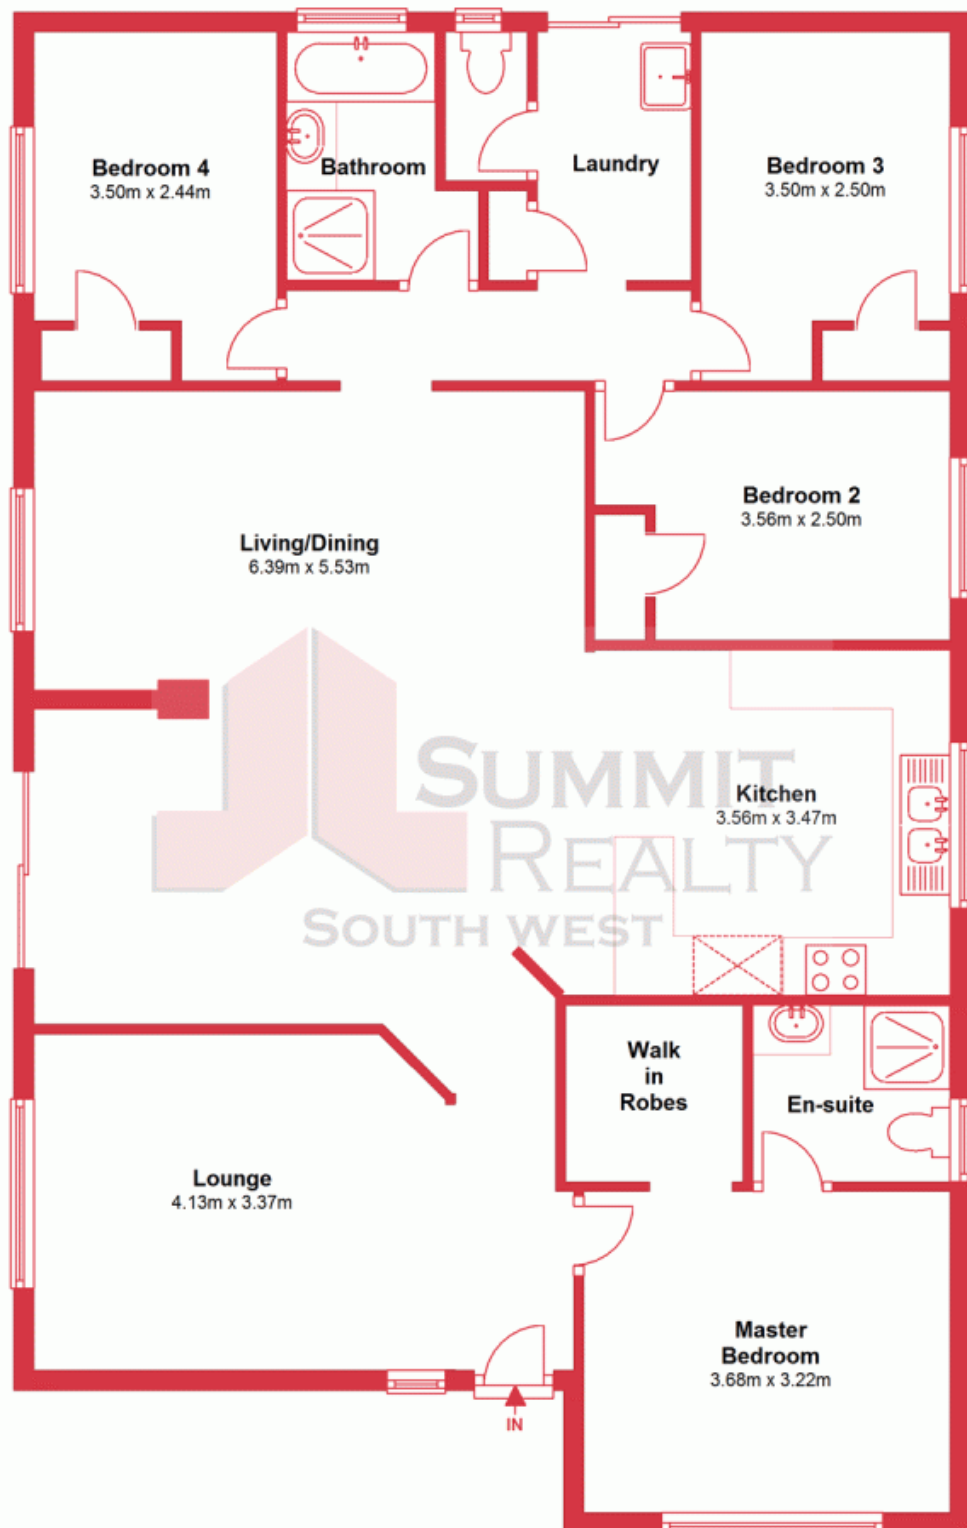 Bedroom 4
3.50m x 2.44m
Bathroom
Laundry
Bedroom 3
3.50m x 2.50m
Bedroom 2
3.56m x 2.50m
Living/Dining
6.39m x 5.53m
SUMMIT
REALTY
SOUTH WEST
Kitchen
3.56m x 3.47m
Walk
in
Robes
En-suite
Lounge
4.13m x 3.37m
Master
Bedroom
3.68m x 3.22m
IN